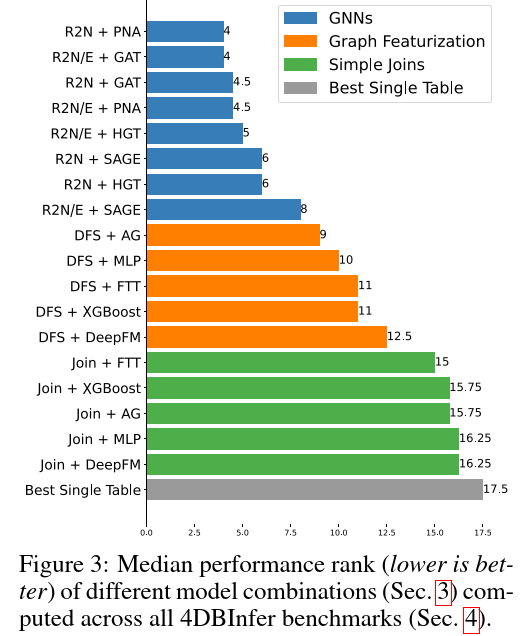 GNNs
Graph Featurization
Simple Joins
Best Single Table
R2N + PNA 4
R2N/E + GAT 4
R2N + GAT 4.5
R2N/E + PNA 4.5
R2N/E + HGT 5
R2N + SAGE 6
R2N + HGT 6
R2N/E + SAGE 8
DFS + AG 9
DFS + MLP 10
DFS + FTT 11
DFS + XGBoost 11
DFS + DeepFM 12.5
Join + FTT 15
Join + XGBoost 15.75
Join + AG 15.75
Join + MLP 16.25
Join + DeepFM 16.25
Best Single Table 17.5
0.0 2.5 5.0 7.5 10.0 12.5 15.0 17.5
Figure 3: Median performance rank (lower is bet-
ter) of different model combinations (Sec. 3) com-
puted across all 4DBInfer benchmarks (Sec. 4).